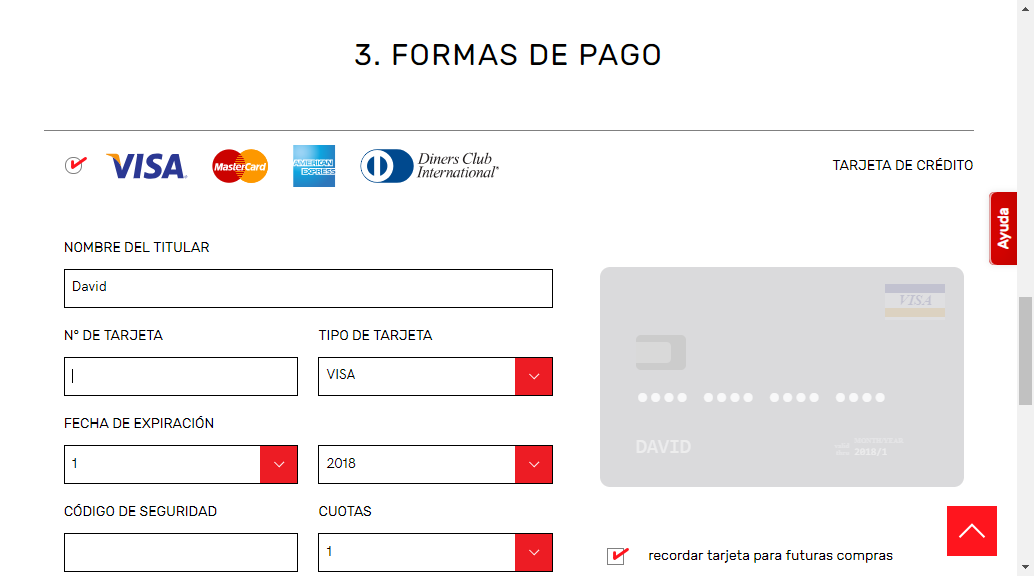 3. FORMAS DE PAGO
VISA MasterCard AMERICAN EXPRESS Diners Club International
TARJETA DE CRÉDITO
Ayuda
NOMBRE DEL TITULAR
David
VISA
N° DE TARJETA TIPO DE TARJETA
VISA
FECHA DE EXPIRACIÓN
1 2018
DAVID
2018/1
CÓDIGO DE SEGURIDAD CUOTAS
1
recordar tarjeta para futuras compras